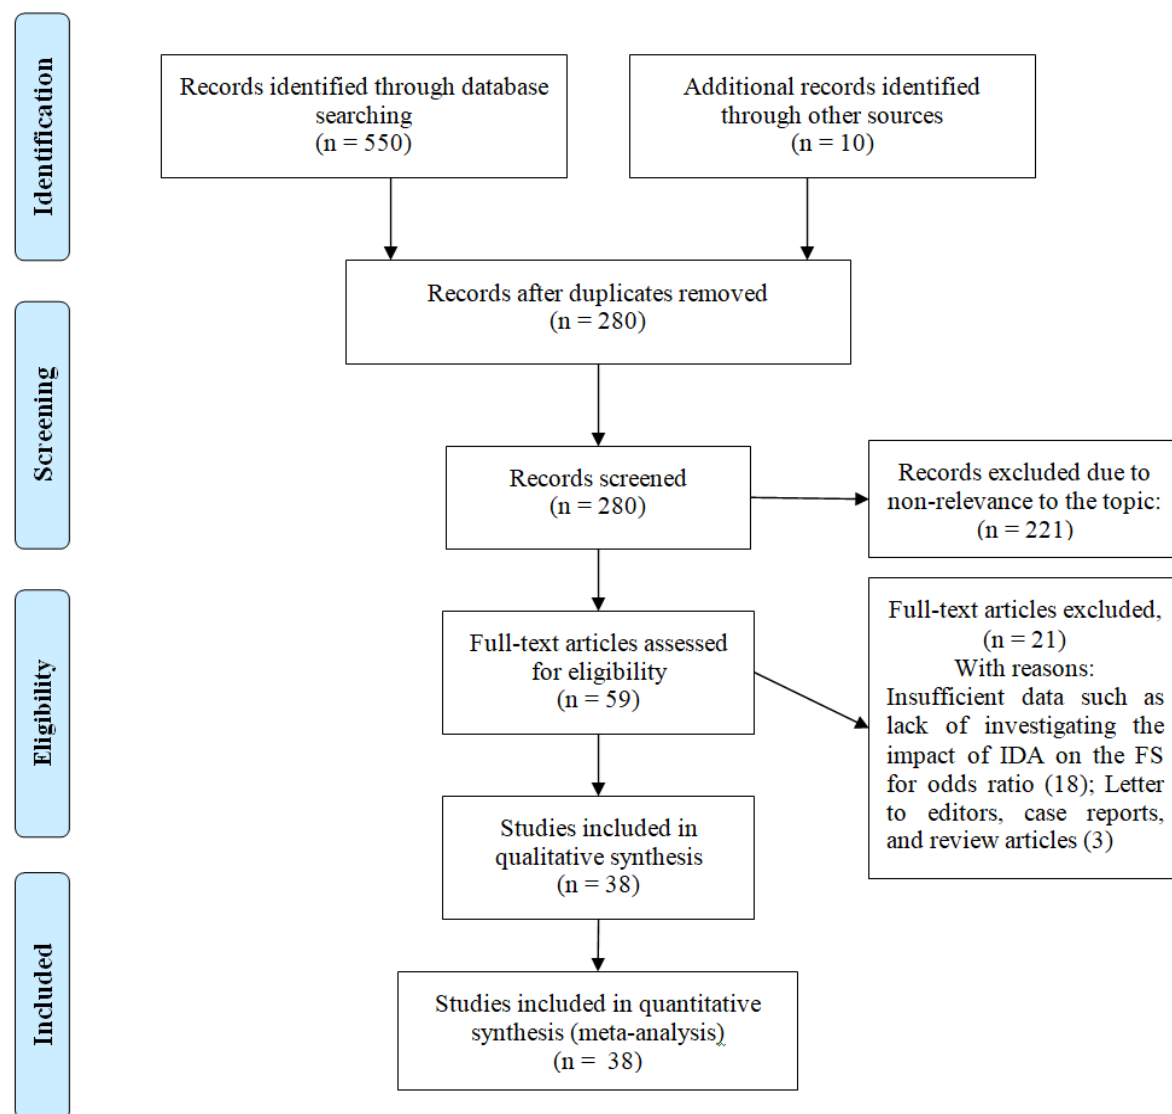 Identification
Records identified through database
searching
(n = 550)
Additional records identified
through other sources
(n = 10)
Records after duplicates removed
(n = 280)
Screening
Records screened
(n = 280)
Records excluded due to
non-relevance to the topic:
(n = 221)
Eligibility
Full-text articles assessed
for eligibility
(n = 59)
Full-text articles excluded,
(n = 21)
With reasons:
Insufficient data such as
lack of investigating the
impact of IDA on the FS
for odds ratio (18); Letter
to editors, case reports,
and review articles (3)
Studies included in
qualitative synthesis
(n = 38)
Included
Studies included in quantitative
synthesis (meta-analysis)
(n = 38)